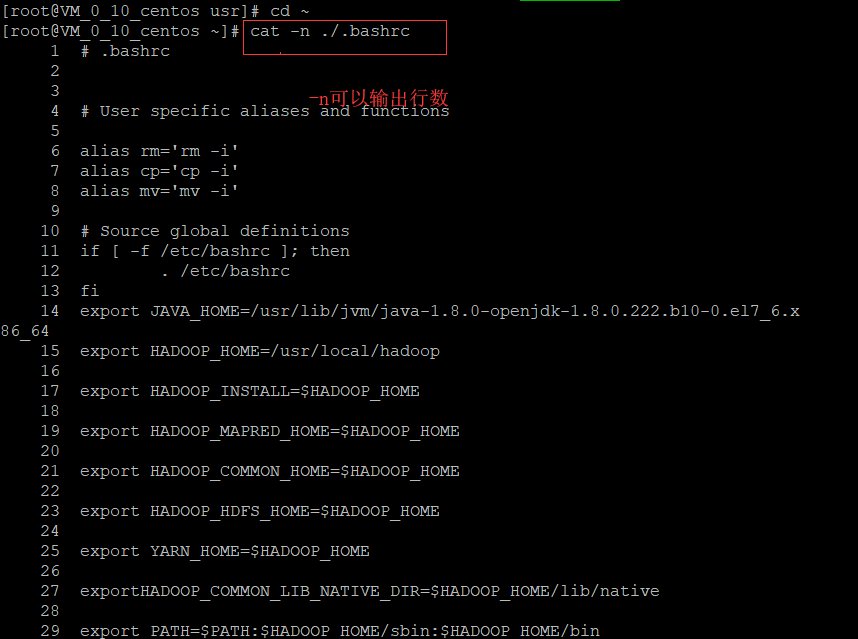 [root@VM_0_10_centos usr]# cd ~
[root@VM_0_10_centos ~]# cat -n ./.bashrc
1 # .bashrc
2
3
-n可以输出行数
4 # User specific aliases and functions
5
6 alias rm='rm -i'
7 alias cp='cp -i'
8 alias mv='mv -i'
9
10 # Source global definitions
11 if [ -f /etc/bashrc ]; then
12 . /etc/bashrc
13 fi
14 export JAVA_HOME=/usr/lib/jvm/java-1.8.0-openjdk-1.8.0.222.b10-0.el7_6.x
86_64
15 export HADOOP_HOME=/usr/local/hadoop
16
17 export HADOOP_INSTALL=$HADOOP_HOME
18
19 export HADOOP_MAPRED_HOME=$HADOOP_HOME
20
21 export HADOOP_COMMON_HOME=$HADOOP_HOME
22
23 export HADOOP_HDFS_HOME=$HADOOP_HOME
24
25 export YARN_HOME=$HADOOP_HOME
26
27 exportHADOOP_COMMON_LIB_NATIVE_DIR=$HADOOP_HOME/lib/native
28
29 export PATH=$PATH:$HADOOP_HOME/sbin:$HADOOP_HOME/bin